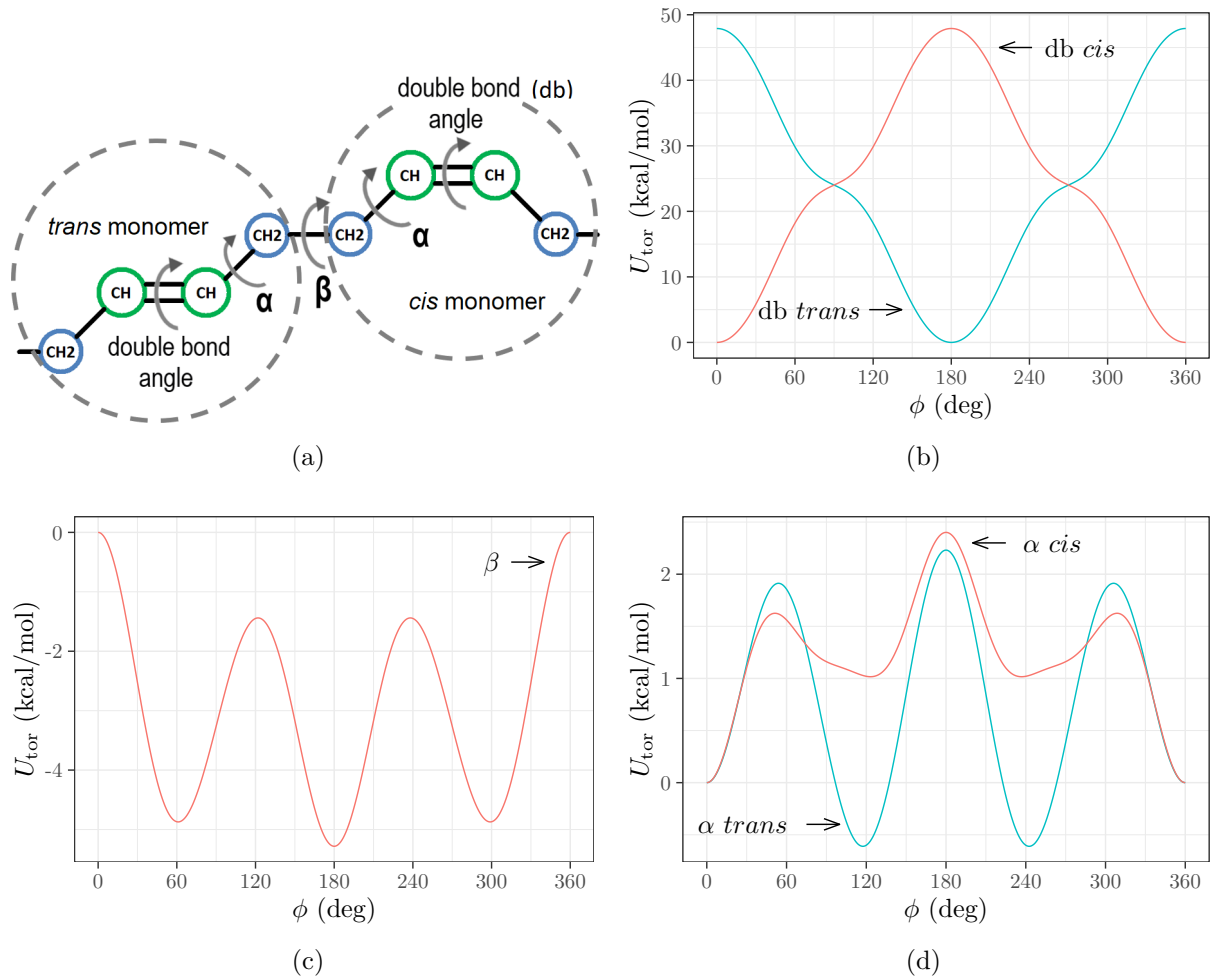 double bond (db)
angle
CH
CH
trans monomer
CH2
CH2
α
CH2
α
β
cis monomer
CH
CH
double bond
angle
CH2
(a)
50
40
30
20
10
0
U_tor (kcal/mol)
db cis
db trans
0 60 120 180 240 300 360
ϕ (deg)
(b)
0
-2
-4
U_tor (kcal/mol)
β
0 60 120 180 240 300 360
ϕ (deg)
(c)
2
1
0
U_tor (kcal/mol)
α cis
α trans
0 60 120 180 240 300 360
ϕ (deg)
(d)